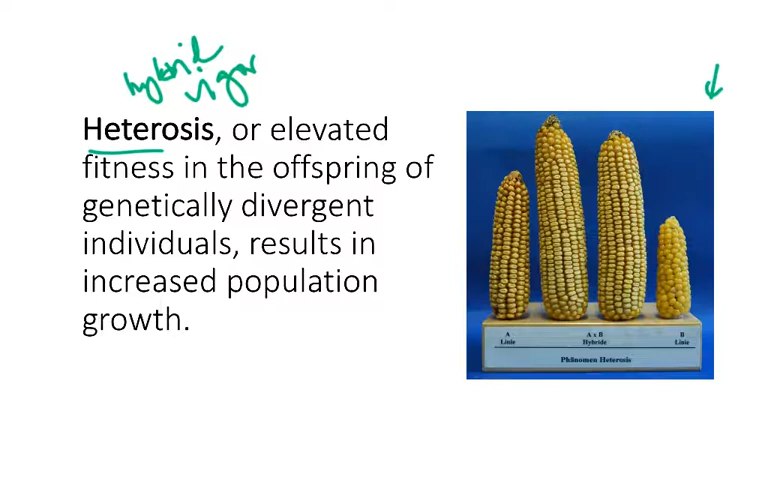 hybrid
vigor
Heterosis, or elevated
fitness in the offspring of
genetically divergent
individuals, results in
increased population
growth.
A
Linie
A x B
Hybride
B
Linie
Phänomen Heterosis